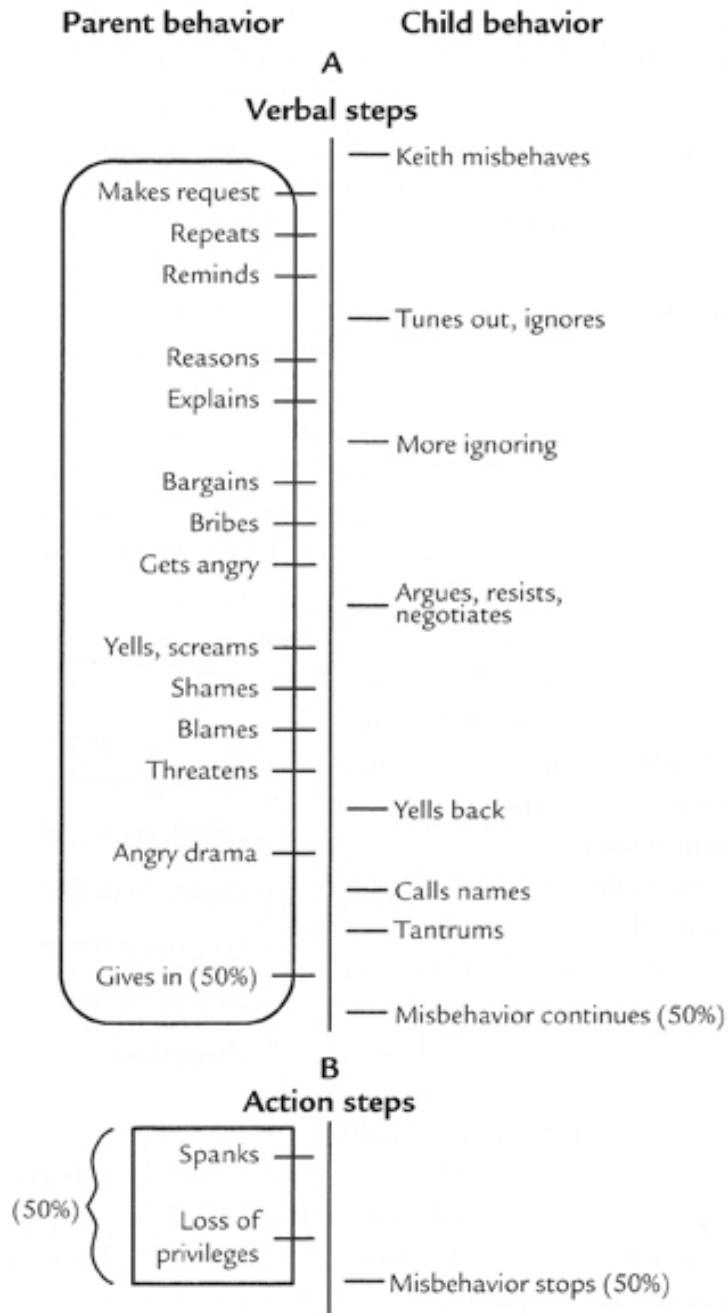 Parent behavior Child behavior
A
Verbal steps
Keith misbehaves
Makes request
Repeats
Reminds
Tunes out, ignores
Reasons
Explains
More ignoring
Bargains
Bribes
Gets angry
Argues, resists,
negotiates
Yells, screams
Shames
Blames
Threatens
Yells back
Angry drama
Calls names
Tantrums
Gives in (50%)
Misbehavior continues (50%)
B
Action steps
Spanks
(50%)
Loss of
privileges
Misbehavior stops (50%)